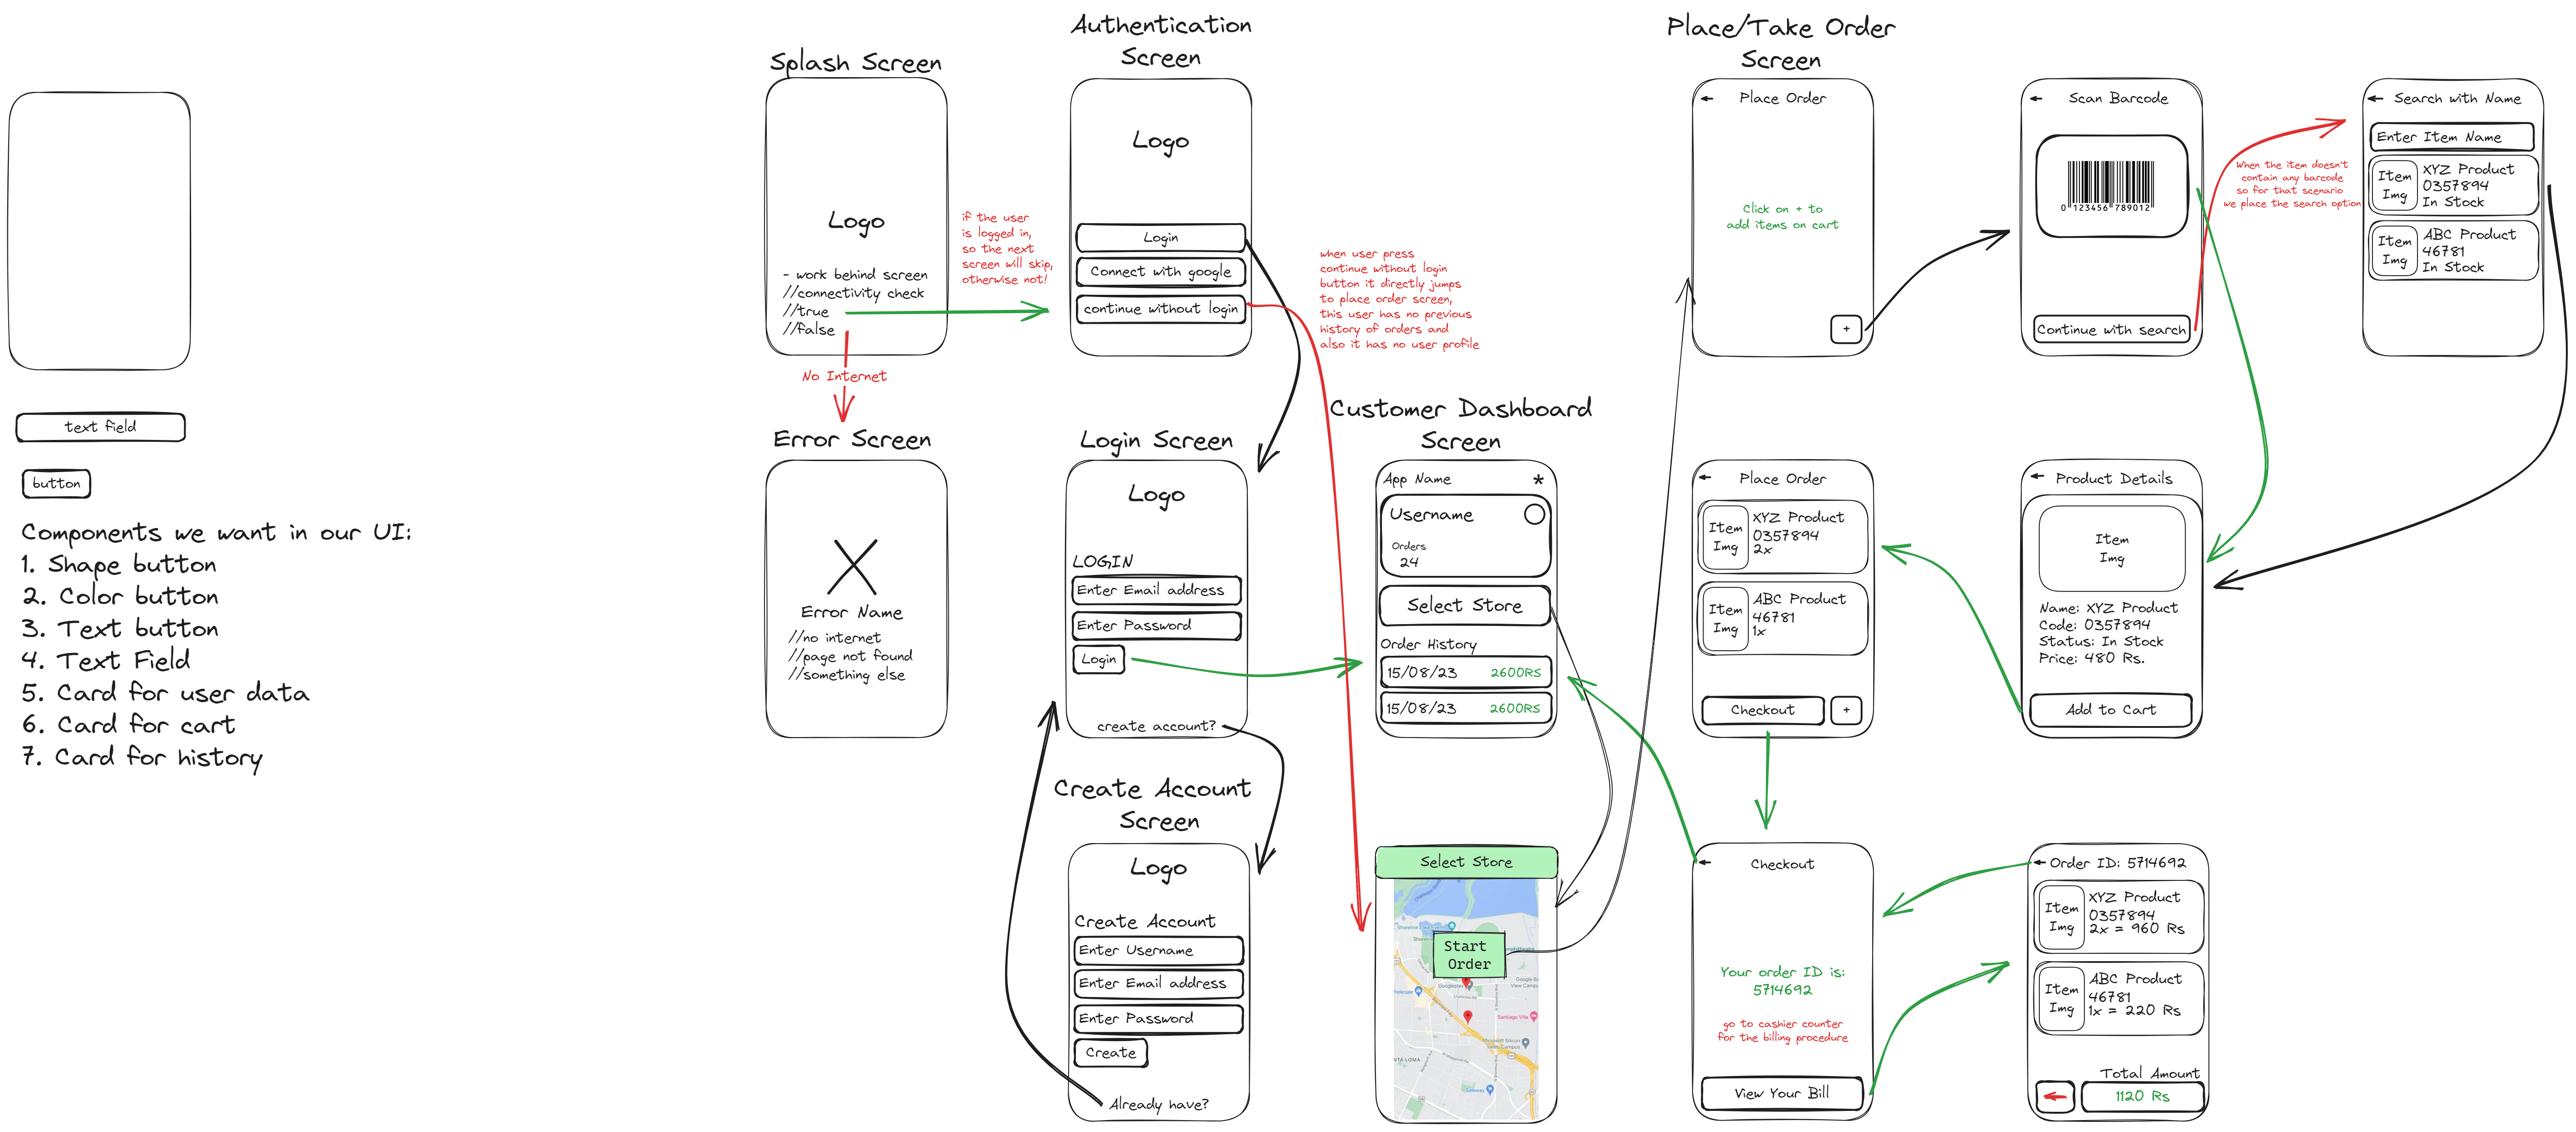 text field
button
Components we want in our UI:
1. Shape button
2. Color button
3. Text button
4. Text Field
5. Card for user data
6. Card for cart
7. Card for history
Splash Screen
Logo
- work behind screen
//connectivity check
//true
//false
No Internet
if the user
is logged in,
so the next
screen will skip,
otherwise not!
Error Screen
Error Name
//no internet
//page not found
//something else
Authentication
Screen
Logo
Login
Connect with google
continue without login
when user press
continue without login
button it directly jumps
to place order screen,
this user has no previous
history of orders and
also it has no user profile
Login Screen
Logo
LOGIN
Enter Email address
Enter Password
Login
create account?
Create Account
Screen
Logo
Create Account
Enter Username
Enter Email address
Enter Password
Create
Already have?
Customer Dashboard
Screen
App Name
*
Username
Orders
24
Select Store
Order History
15/08/23 2600RS
15/08/23 2600RS
Select Store
Start
Order
Place/Take Order
Screen
Place Order
Click on + to
add items on cart
+
Scan Barcode
0 123456 789012
Continue with search
When the item doesn't
contain any barcode
so for that scenario
we place the search option
Search with Name
Enter Item Name
Item
Img
XYZ Product
0357894
In Stock
Item
Img
ABC Product
46781
In Stock
Place Order
Item
Img
XYZ Product
0357894
2x
Item
Img
ABC Product
46781
1x
Checkout
+
Product Details
Item
Img
Name: XYZ Product
Code: 0357894
Status: In Stock
Price: 480 Rs.
Add to Cart
Checkout
Your order ID is:
5714692
go to cashier counter
for the billing procedure
View Your Bill
Order ID: 5714692
Item
Img
XYZ Product
0357894
2x = 960 Rs
Item
Img
ABC Product
46781
1x = 220 Rs
Total Amount
1120 Rs